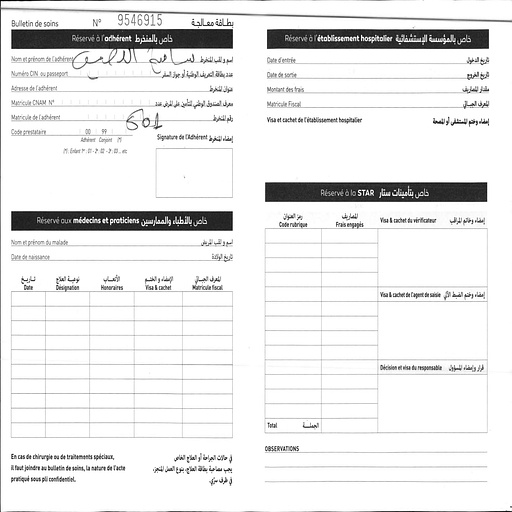 Bulletin de soins N° 9546915 بطاقة معالجة
Réservé à l'adhérent خاص بالمنخرط
Nom et prénom de l'adhérent سامية اسم و لقب المنخرط
Numéro CIN ou passeport عدد بطاقة التعريف الوطنية أو جواز السفر
Adresse de l'adhérent عنوان المنخرط
Matricule CNAM N° معرف الصندوق الوطني للتأمين على المرض عدد
Matricule de l'adhérent 601 رقم المنخرط
Code prestataire 00 99
Adhérent Conjoint (*)
(*). Enfant 1er : 01 - 2è : 02 - 3è : 03 ... etc
Signature de l'Adhérent إمضاء المنخرط
Réservé aux médecins et praticiens خاص بالأطباء والممارسين
Nom et prénom du malade اسم و لقب المريض
Date de naissance تاريخ الولادة
تاريخ نوعية العلاج الأتعاب الإمضاء و الختم المعرف الجبائي
Date Désignation Honoraires Visa & cachet Matricule fiscal
En cas de chirurgie ou de traitements spéciaux,
il faut joindre au bulletin de soins, la nature de l'acte
pratiqué sous pli confidentiel.
في حالات الجراحة أو العلاج الخاص
يجب مصاحبة بطاقة العلاج، بنوع العمل المنجز،
في ظرف سري.
Réservé à l'établissement hospitalier خاص بالمؤسسة الإستشفائية
Date d'entrée تاريخ الدخول
Date de sortie تاريخ الخروج
Montant des frais مقدار المصاريف
Matricule Fiscal المعرف الجبائي
Visa et cachet de l'établissement hospitalier إمضاء وختم المستشفى أو المصحة
Réservé à la STAR خاص بتأمينات ستار
رمز العنوان المصاريف
Code rubrique Frais engagés
Visa & cachet du vérificateur إمضاء وخاتم المراقب
Visa & cachet de l'agent de saisie إمضاء وختم الضبط الآلي
Décision et visa du responsable قرار وإمضاء المسؤول
Total الجملة
OBSERVATIONS